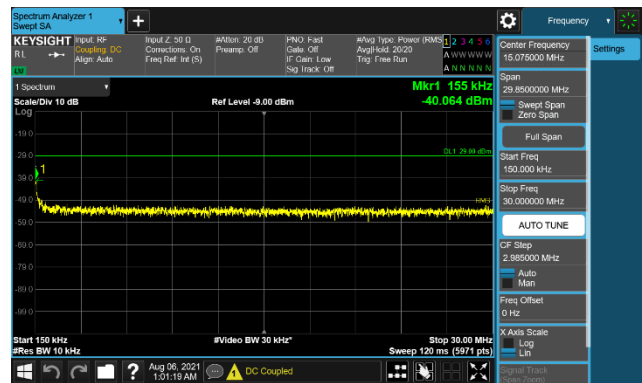 Spectrum Analyzer 1
Swept SA
Frequency
KEYSIGHT
RL
Input: RF
Coupling: DC
Align: Auto
Input Z: 50 Ω
Corrections: On
Freq Ref: Int (S)
#Atten: 20 dB
Preamp: Off
PNO: Fast
Gate: Off
IF Gain: Low
Sig Track: Off
#Avg Type: Power (RMS
Avg|Hold: 20/20
Trig: Free Run
1 2 3 4 5 6
A W W W W W
A N N N N N
1 Spectrum
Scale/Div 10 dB
Log
Ref Level -9.00 dBm
Mkr1 155 kHz
-40.064 dBm
DL1 -29.00 dBm
-19.0
-29.0
-39.0
-49.0
-59.0
-69.0
-79.0
-89.0
-99.0
1
RMS
Start 150 kHz
#Res BW 10 kHz
#Video BW 30 kHz*
Stop 30.00 MHz
Sweep 120 ms (5971 pts)
Aug 06, 2021
1:01:19 AM
DC Coupled
Center Frequency
15.075000 MHz
Settings
Span
29.8500000 MHz
Swept Span
Zero Span
Full Span
Start Freq
150.000 kHz
Stop Freq
30.000000 MHz
AUTO TUNE
CF Step
2.985000 MHz
Auto
Man
Freq Offset
0 Hz
X Axis Scale
Log
Lin
Signal Track
(Span Zoom)